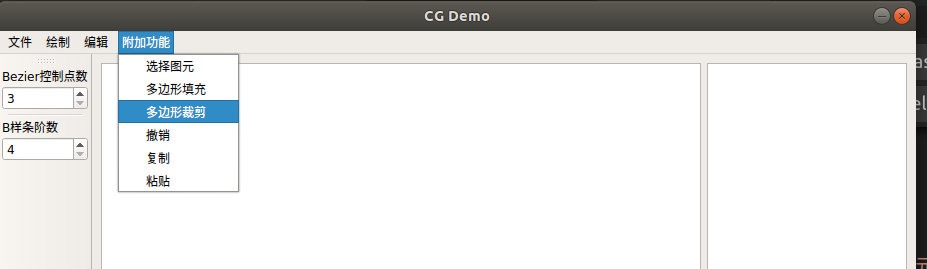 CG Demo
文件 绘制 编辑 附加功能
选择图元
多边形填充
多边形裁剪
撤销
复制
粘贴
Bezier控制点数
3
B样条阶数
4